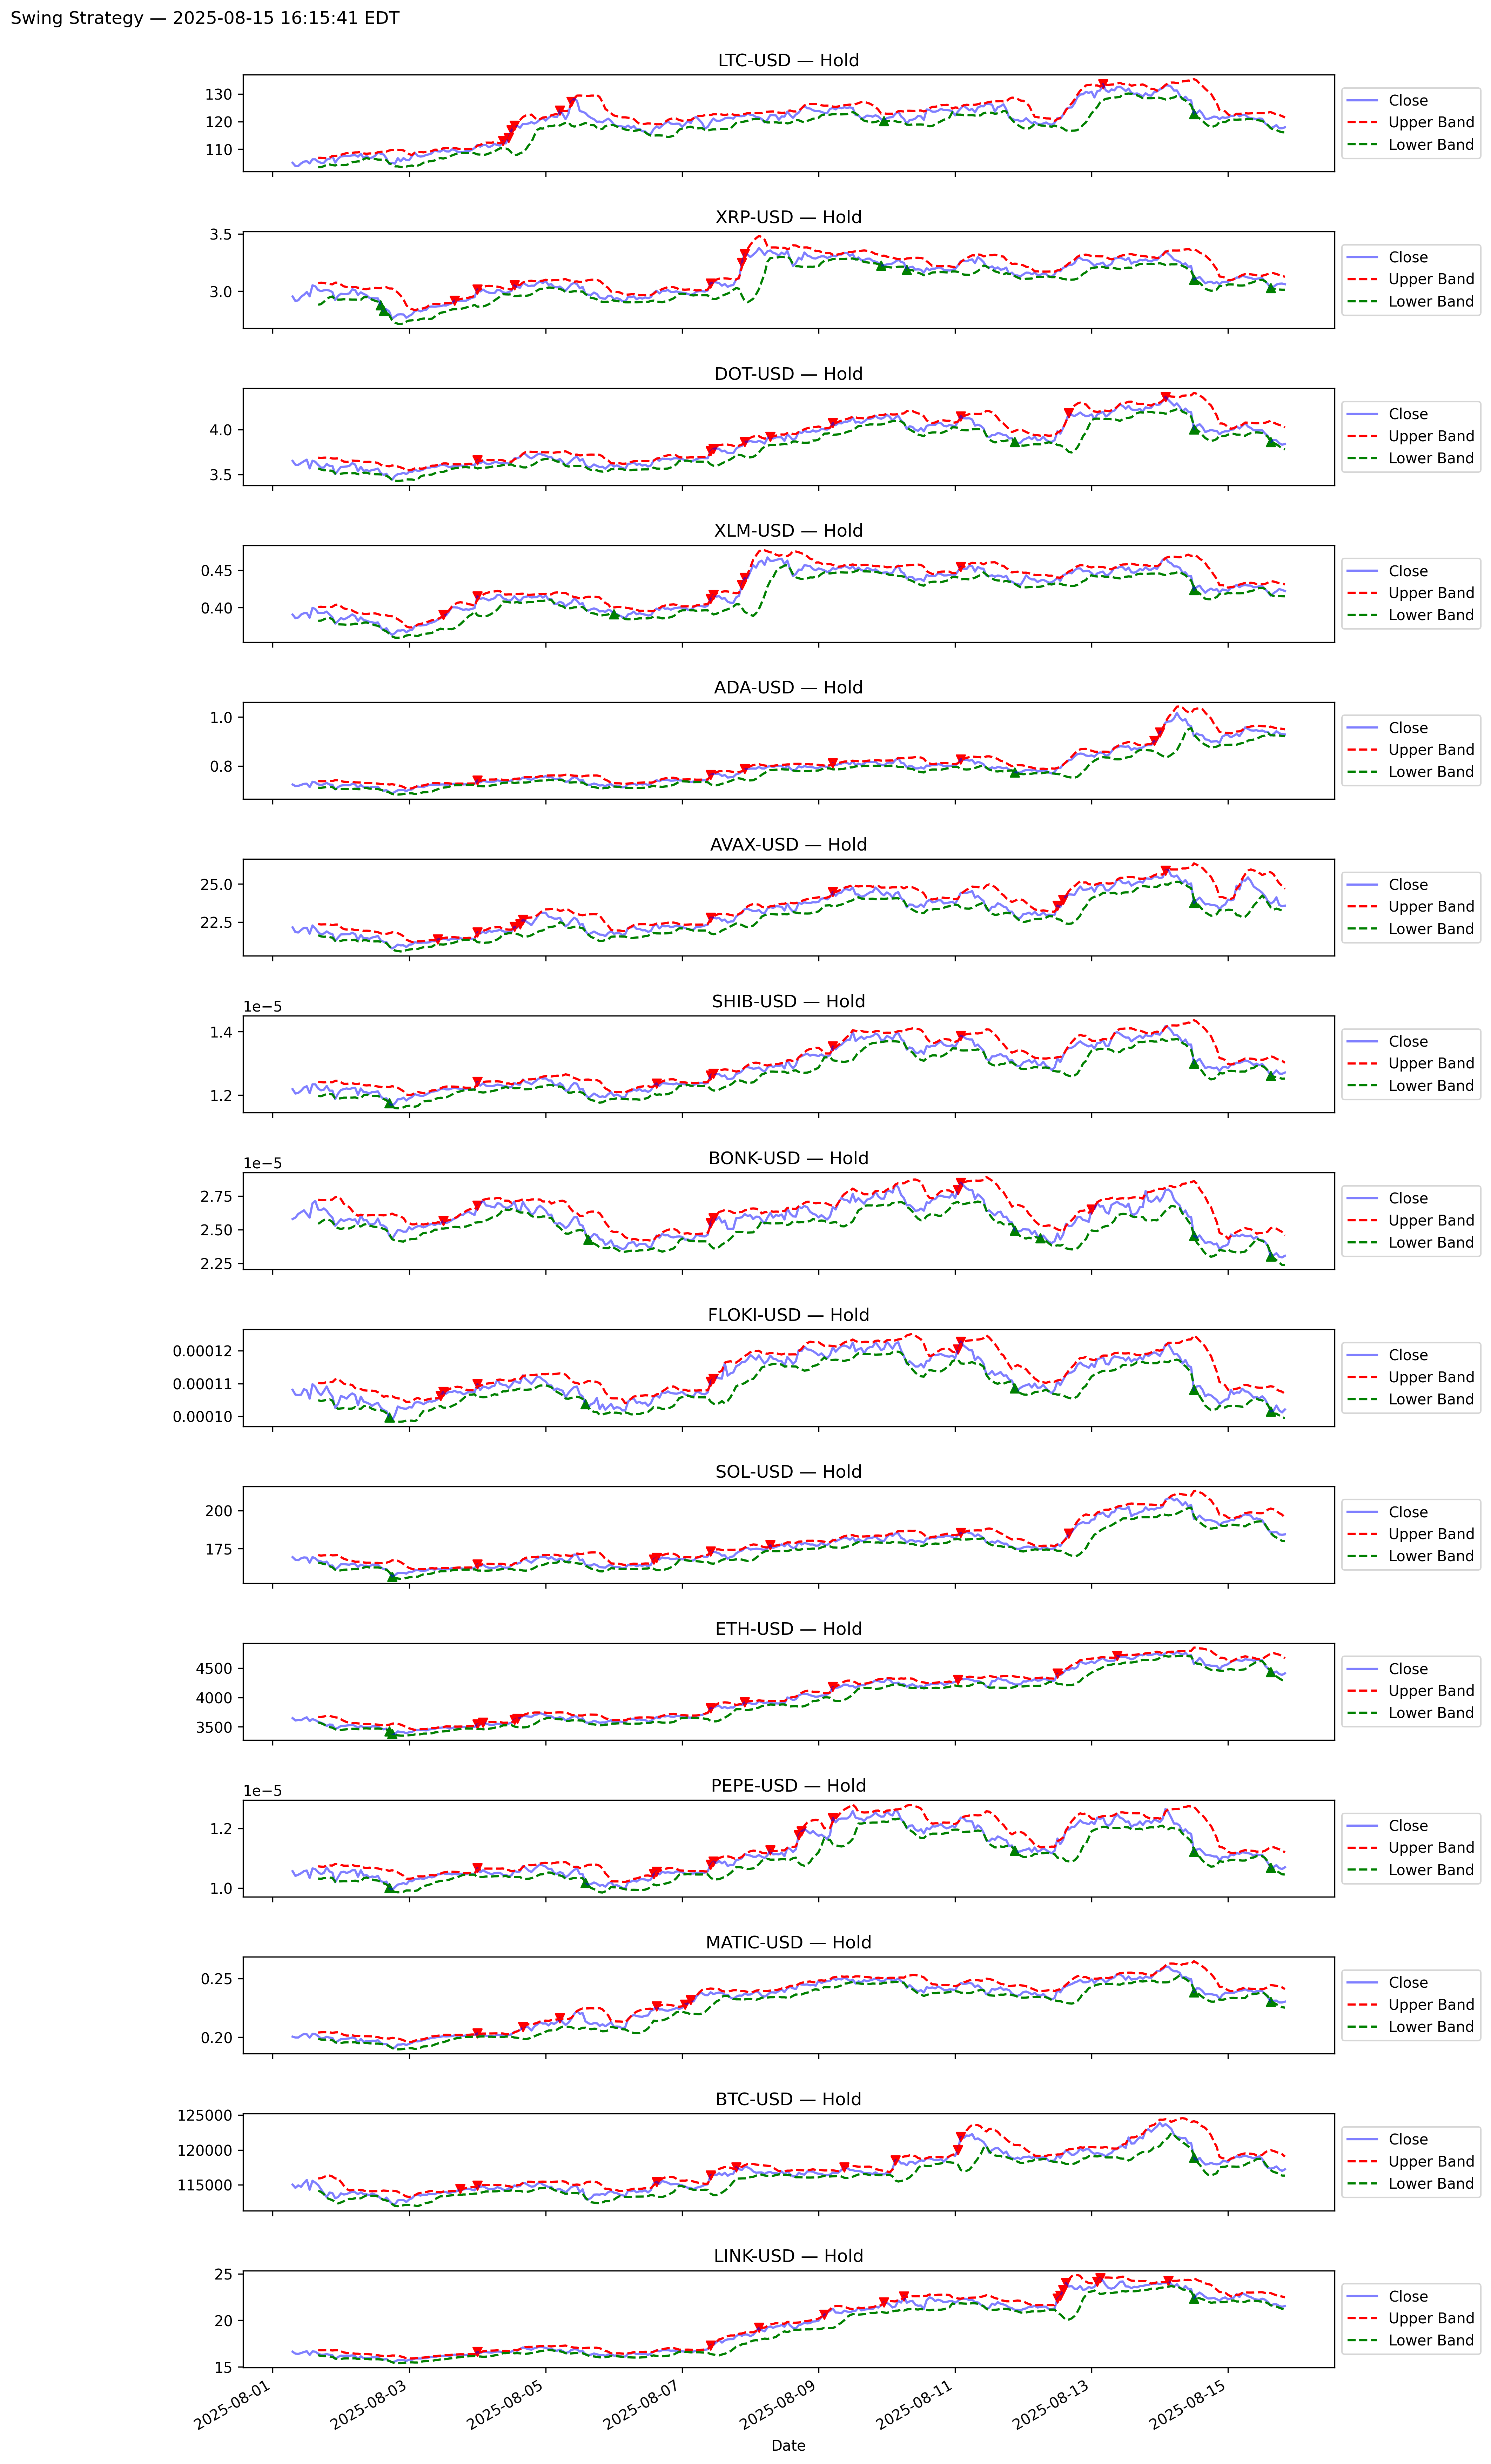 Swing Strategy — 2025-08-15 16:15:41 EDT
LTC-USD — Hold
130
120
110
Close
Upper Band
Lower Band
XRP-USD — Hold
3.5
3.0
Close
Upper Band
Lower Band
DOT-USD — Hold
4.0
3.5
Close
Upper Band
Lower Band
XLM-USD — Hold
0.45
0.40
Close
Upper Band
Lower Band
ADA-USD — Hold
1.0
0.8
Close
Upper Band
Lower Band
AVAX-USD — Hold
25.0
22.5
Close
Upper Band
Lower Band
SHIB-USD — Hold
1e−5
1.4
1.2
Close
Upper Band
Lower Band
BONK-USD — Hold
1e−5
2.75
2.50
2.25
Close
Upper Band
Lower Band
FLOKI-USD — Hold
0.00012
0.00011
0.00010
Close
Upper Band
Lower Band
SOL-USD — Hold
200
175
Close
Upper Band
Lower Band
ETH-USD — Hold
4500
4000
3500
Close
Upper Band
Lower Band
PEPE-USD — Hold
1e−5
1.2
1.0
Close
Upper Band
Lower Band
MATIC-USD — Hold
0.25
0.20
Close
Upper Band
Lower Band
BTC-USD — Hold
125000
120000
115000
Close
Upper Band
Lower Band
LINK-USD — Hold
25
20
15
Close
Upper Band
Lower Band
2025-08-01
2025-08-03
2025-08-05
2025-08-07
2025-08-09
2025-08-11
2025-08-13
2025-08-15
Date